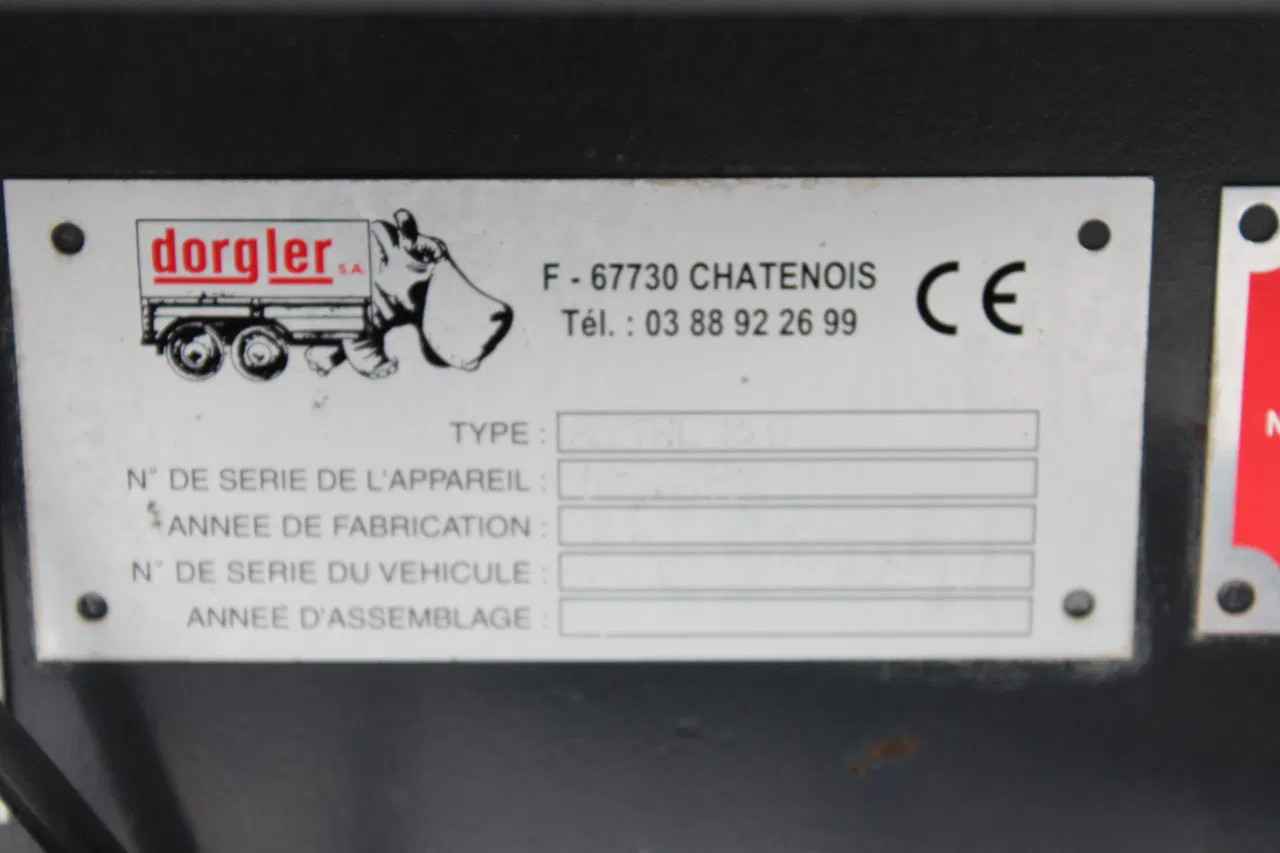 dorgler S.A.
F - 67730 CHATENOIS
Tél. : 03 88 92 26 99
CE
TYPE :
N° DE SERIE DE L'APPAREIL :
ANNEE DE FABRICATION :
N° DE SERIE DU VEHICULE :
ANNEE D'ASSEMBLAGE :